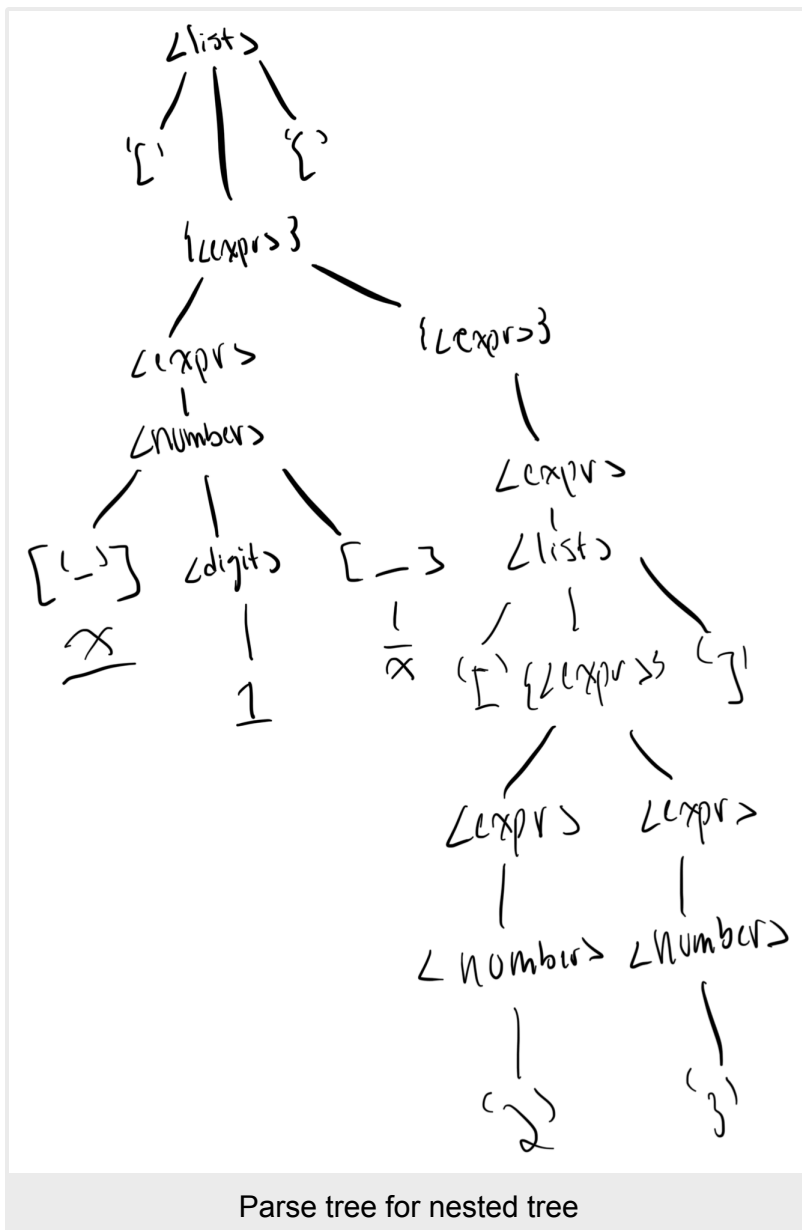 <list>
'[' '['
{<expr>}
<expr> {<expr>}
<number>
<expr>
['-'] <digit> [-] <list>
x 1 x '[' {<expr>} ']'
<expr> <expr>
<number> <number>
'2' '3'
Parse tree for nested tree